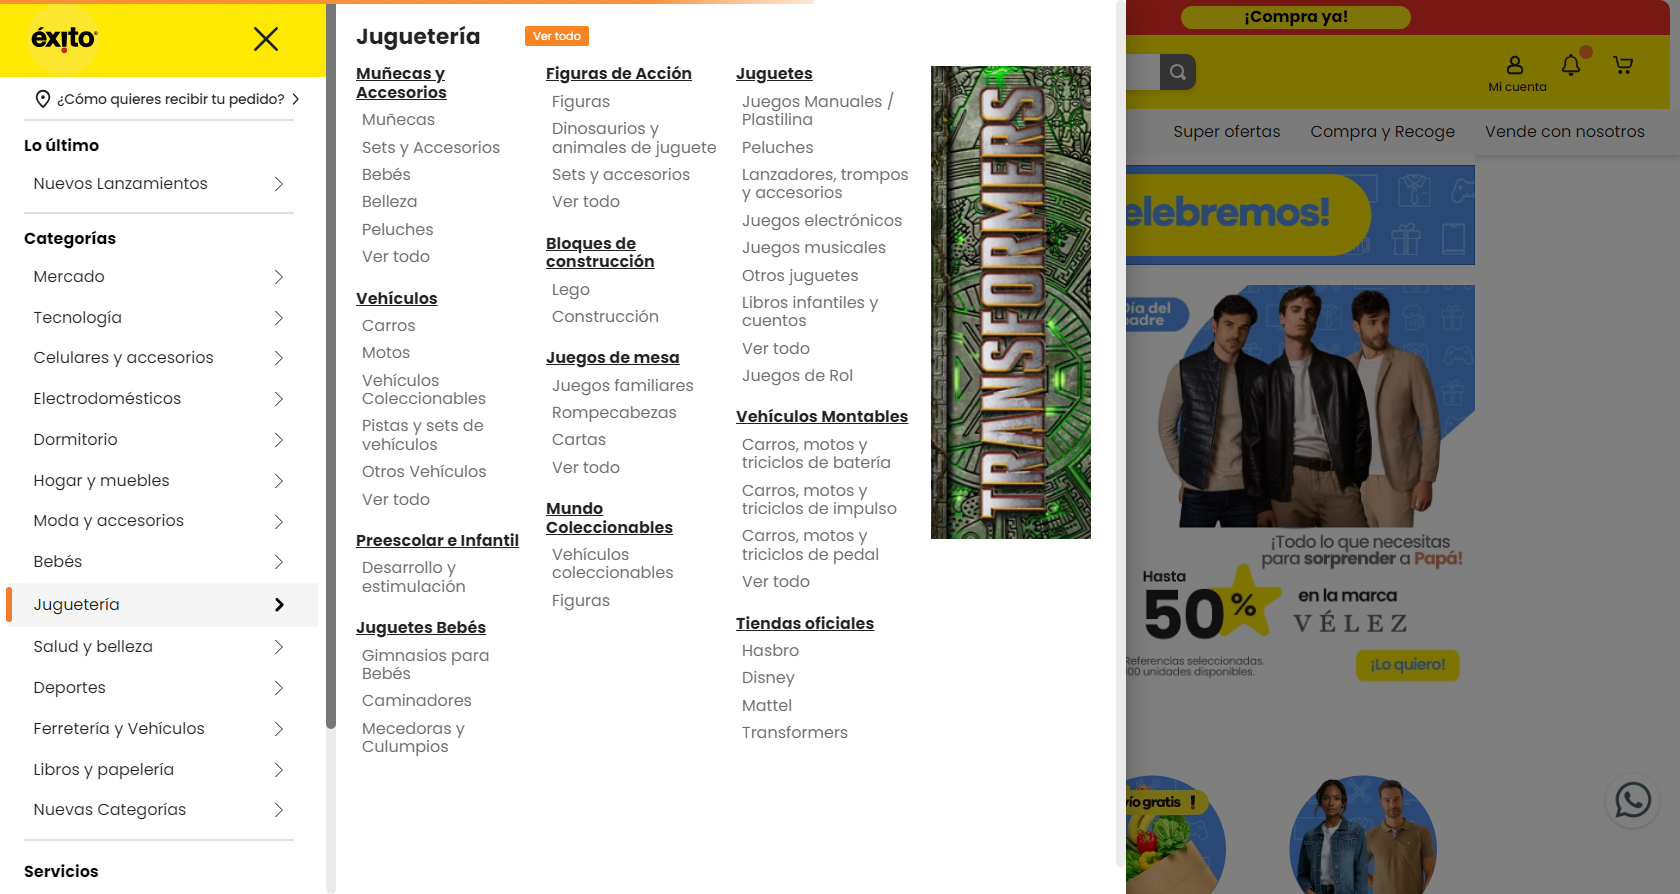 éxito
¿Cómo quieres recibir tu pedido?
Lo último
Nuevos Lanzamientos
Categorías
Mercado
Tecnología
Celulares y accesorios
Electrodomésticos
Dormitorio
Hogar y muebles
Moda y accesorios
Bebés
Juguetería
Salud y belleza
Deportes
Ferretería y Vehículos
Libros y papelería
Nuevas Categorías
Servicios
Juguetería
Ver todo
Muñecas y
Accesorios
Muñecas
Sets y Accesorios
Bebés
Belleza
Peluches
Ver todo
Vehículos
Carros
Motos
Vehículos
Coleccionables
Pistas y sets de
vehículos
Otros Vehículos
Ver todo
Preescolar e Infantil
Desarrollo y
estimulación
Juguetes Bebés
Gimnasios para
Bebés
Caminadores
Mecedoras y
Culumpios
Figuras de Acción
Figuras
Dinosaurios y
animales de juguete
Sets y accesorios
Ver todo
Bloques de
construcción
Lego
Construcción
Juegos de mesa
Juegos familiares
Rompecabezas
Cartas
Ver todo
Mundo
Coleccionables
Vehículos
coleccionables
Figuras
Juguetes
Juegos Manuales /
Plastilina
Peluches
Lanzadores, trompos
y accesorios
Juegos electrónicos
Juegos musicales
Otros juguetes
Libros infantiles y
cuentos
Ver todo
Juegos de Rol
Vehículos Montables
Carros, motos y
triciclos de batería
Carros, motos y
triciclos de impulso
Carros, motos y
triciclos de pedal
Ver todo
Tiendas oficiales
Hasbro
Disney
Mattel
Transformers
TRANSFORMERS
¡Compra ya!
Mi cuenta
Super ofertas
Compra y Recoge
Vende con nosotros
elebremos!
Día del
padre
¡Todo lo que necesitas
para sorprender a Papá!
Hasta
50%
en la marca
VÉLEZ
Referencias seleccionadas.
100 unidades disponibles.
¡Lo quiero!
vío gratis !